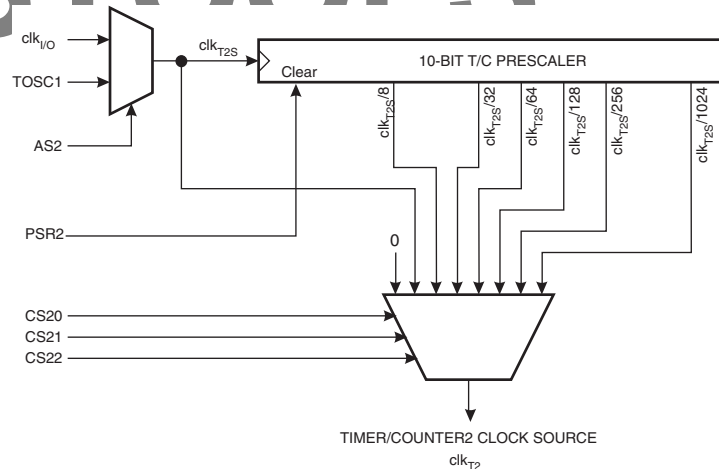 clkI/O
TOSC1
AS2
PSR2
CS20
CS21
CS22
clkT2S
10-BIT T/C PRESCALER
Clear
clkT2S/8
clkT2S/32
clkT2S/64
clkT2S/128
clkT2S/256
clkT2S/1024
0
TIMER/COUNTER2 CLOCK SOURCE
clkT2